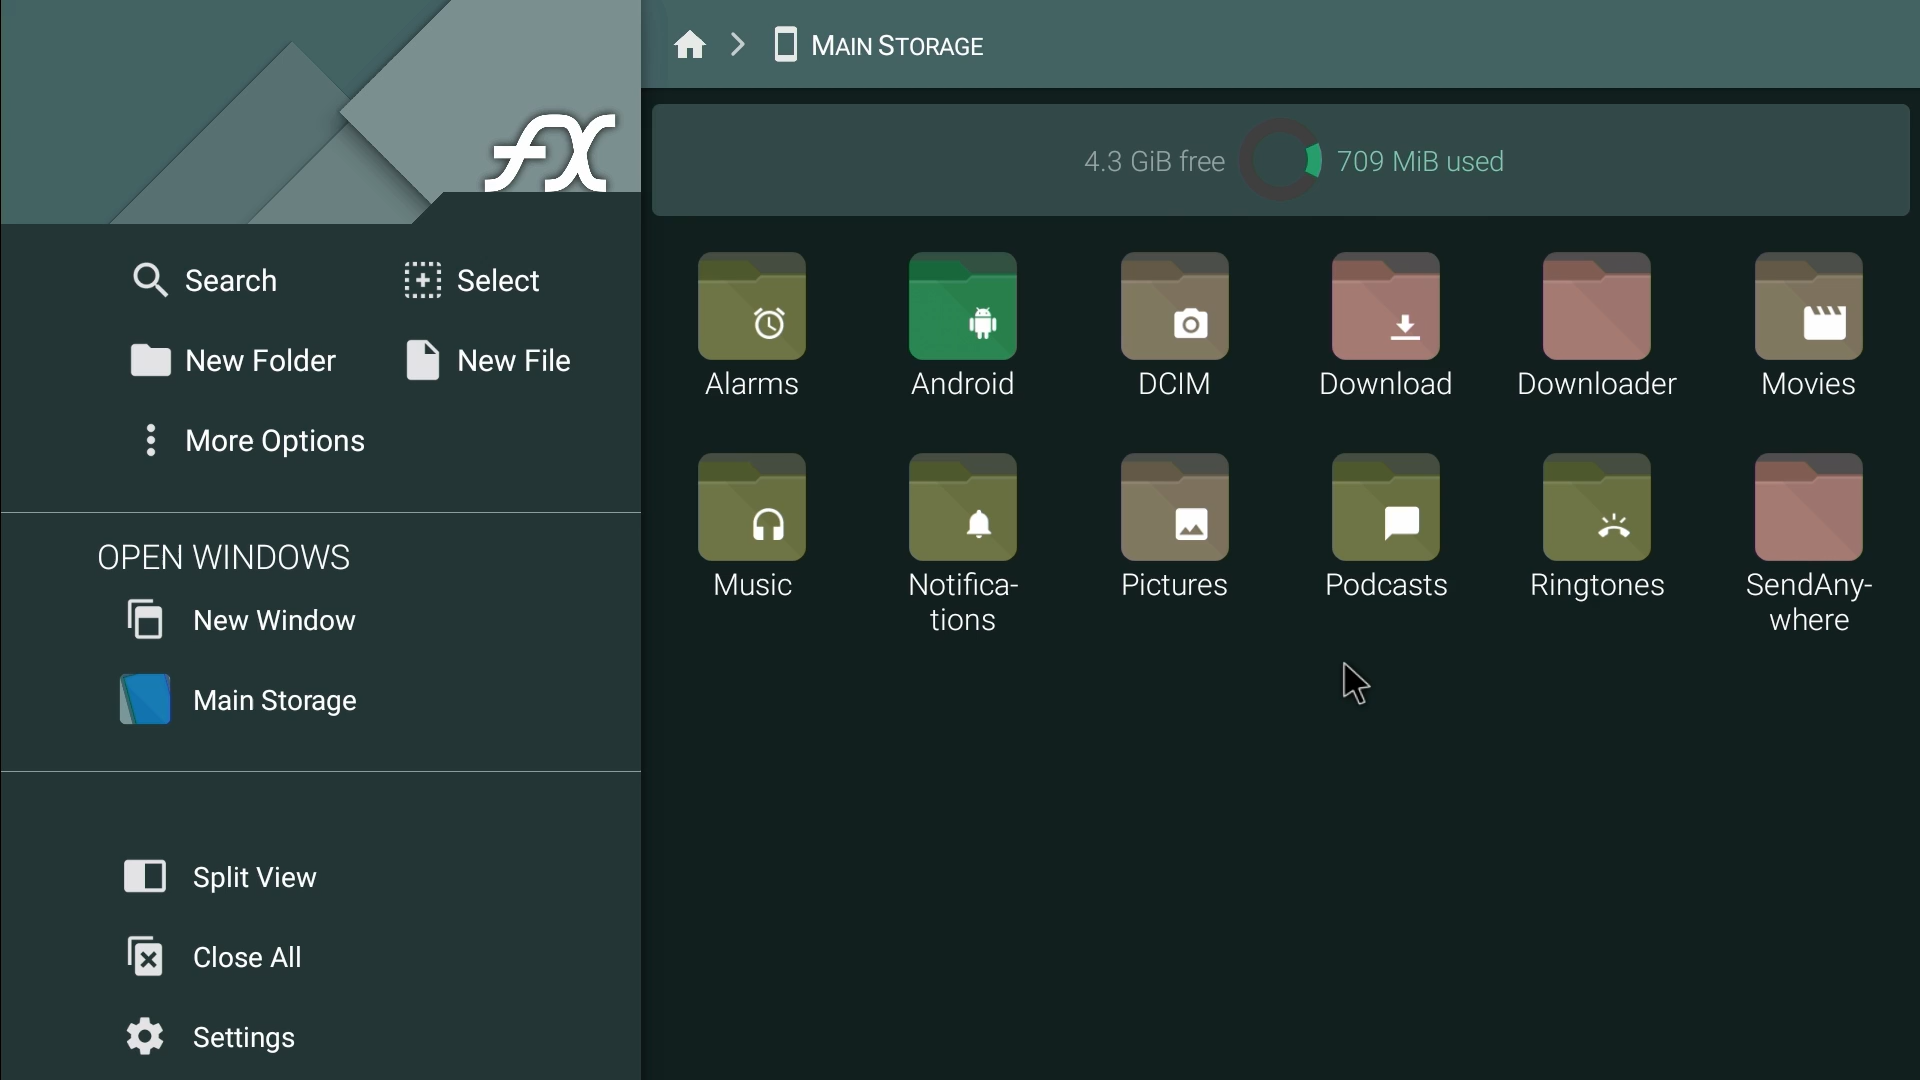 fX
Search
Select
New Folder
New File
More Options
OPEN WINDOWS
New Window
Main Storage
Split View
Close All
Settings
MAIN STORAGE
4.3 GiB free
709 MiB used
Alarms
Android
DCIM
Download
Downloader
Movies
Music
Notifica-
tions
Pictures
Podcasts
Ringtones
SendAny-
where